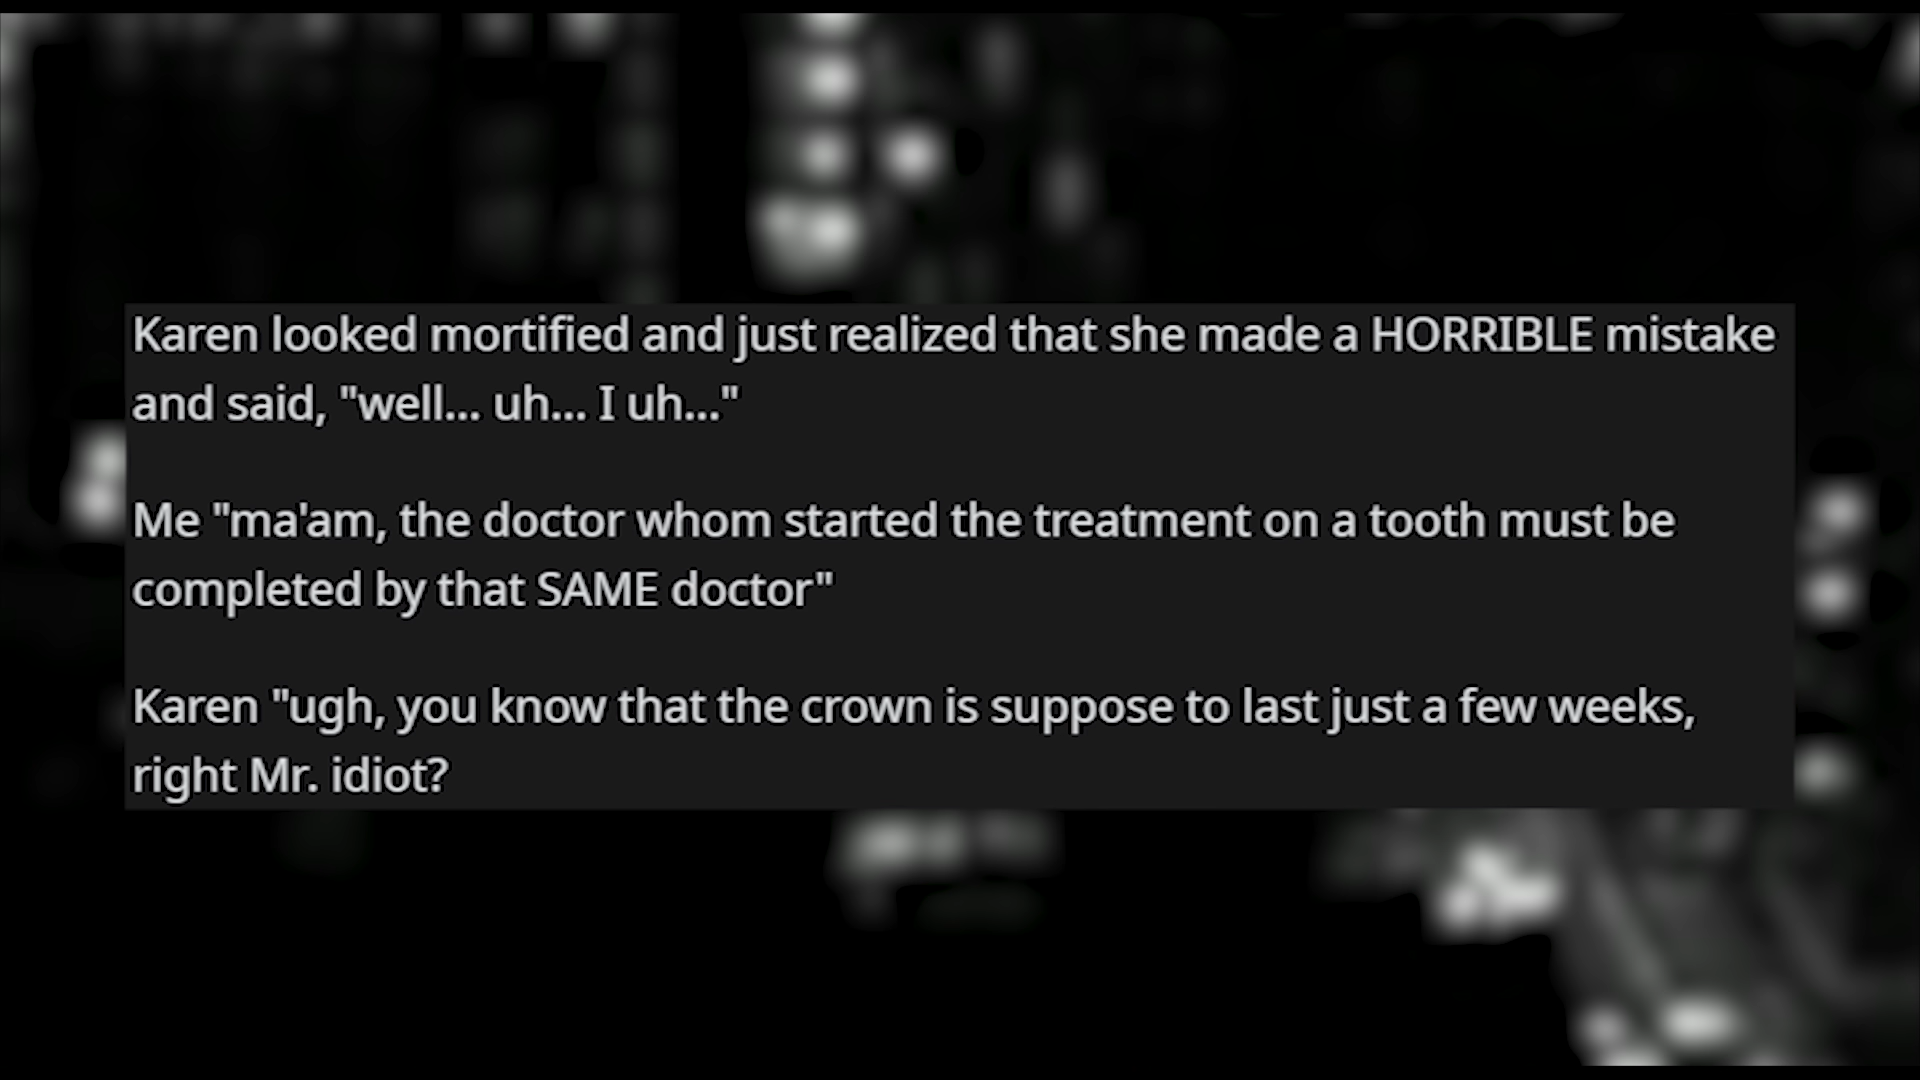 Karen looked mortified and just realized that she made a HORRIBLE mistake
and said, "well... uh... I uh..."
Me "ma'am, the doctor whom started the treatment on a tooth must be
completed by that SAME doctor"
Karen "ugh, you know that the crown is suppose to last just a few weeks,
right Mr. idiot?